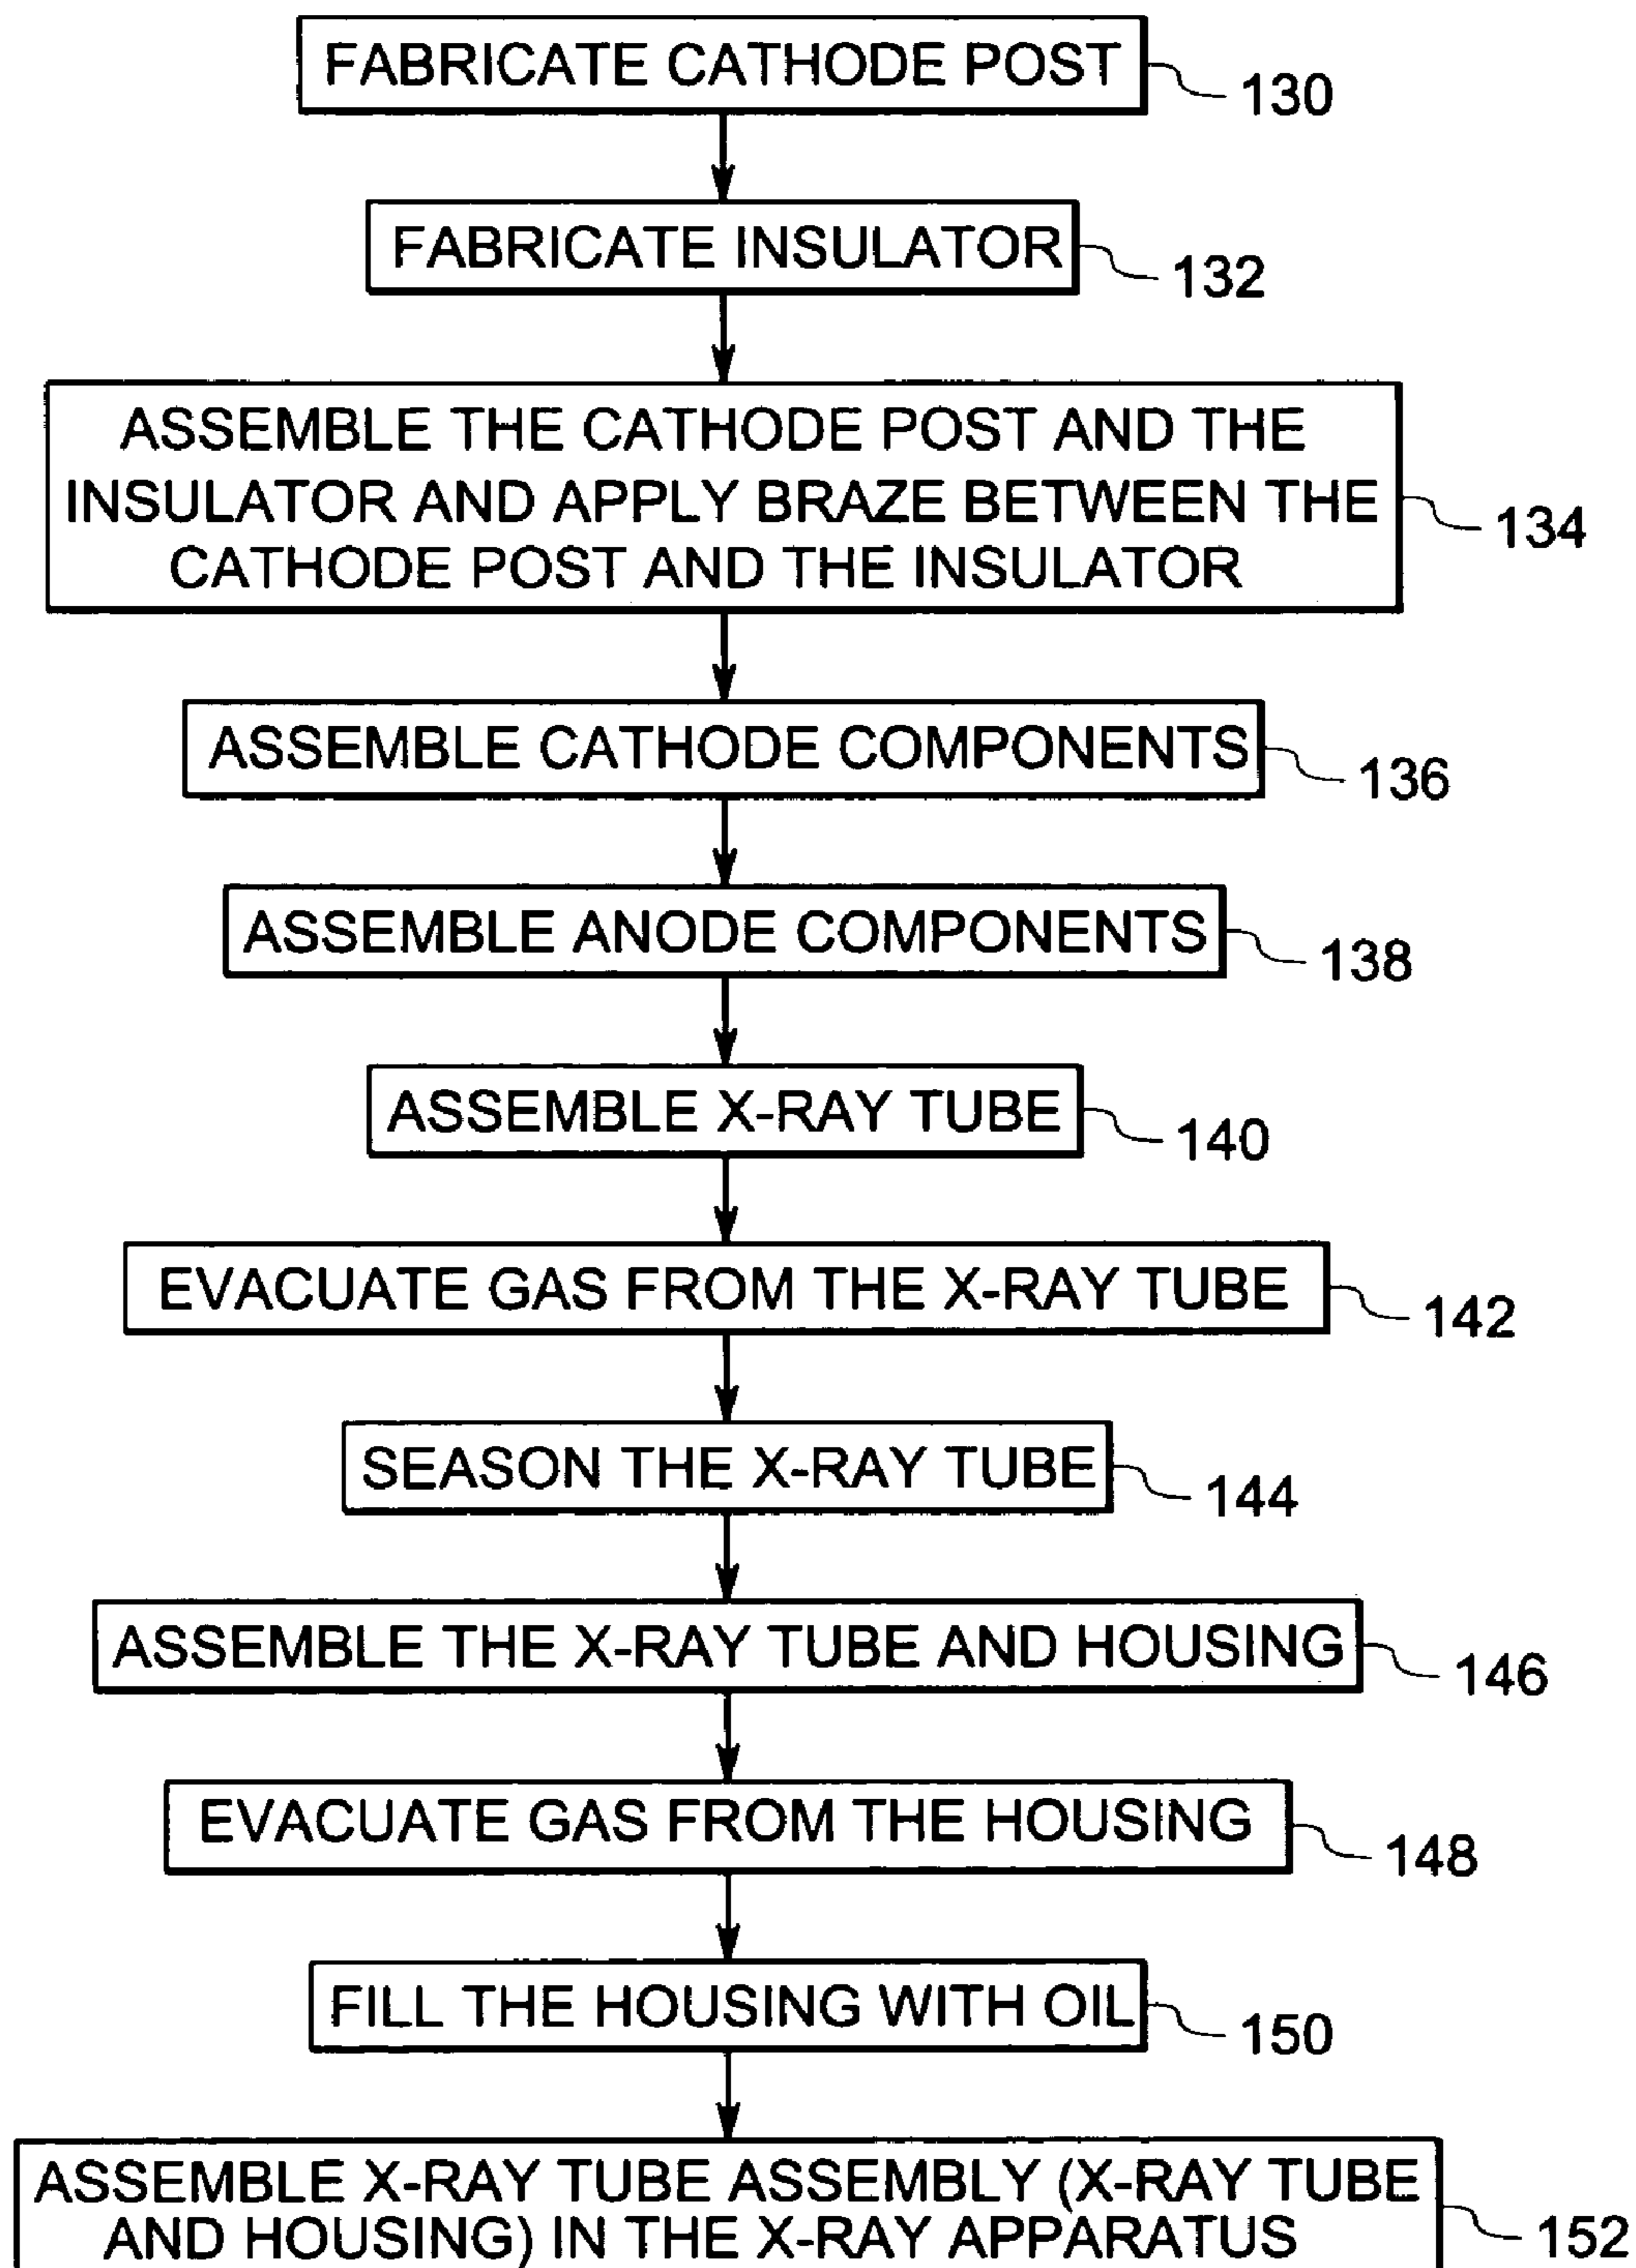 FABRICATE CATHODE POST
130
FABRICATE INSULATOR
132
ASSEMBLE THE CATHODE POST AND THE
INSULATOR AND APPLY BRAZE BETWEEN THE
CATHODE POST AND THE INSULATOR
134
ASSEMBLE CATHODE COMPONENTS
136
ASSEMBLE ANODE COMPONENTS
138
ASSEMBLE X-RAY TUBE
140
EVACUATE GAS FROM THE X-RAY TUBE
142
SEASON THE X-RAY TUBE
144
ASSEMBLE THE X-RAY TUBE AND HOUSING
146
EVACUATE GAS FROM THE HOUSING
148
FILL THE HOUSING WITH OIL
150
ASSEMBLE X-RAY TUBE ASSEMBLY (X-RAY TUBE
AND HOUSING) IN THE X-RAY APPARATUS
152